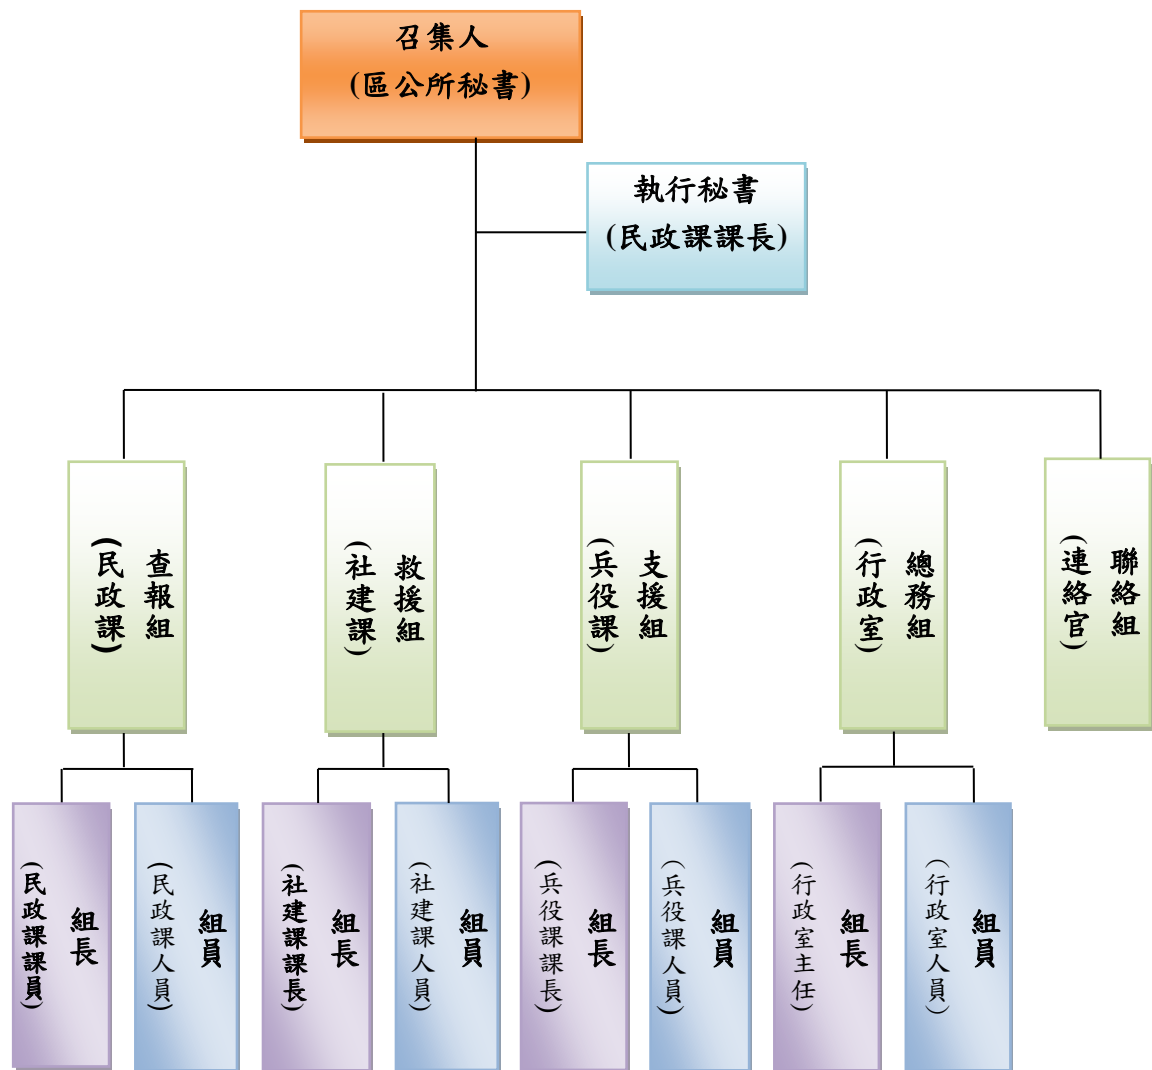 召集人
(區公所秘書)
執行秘書
(民政課課長)
查報組
(民政課)
救援組
(社建課)
支援組
(兵役課)
總務組
(行政室)
聯絡組
(連絡官)
組長
(民政課課員)
組員
(民政課人員)
組長
(社建課課長)
組員
(社建課人員)
組長
(兵役課課長)
組員
(兵役課人員)
組長
(行政室主任)
組員
(行政室人員)